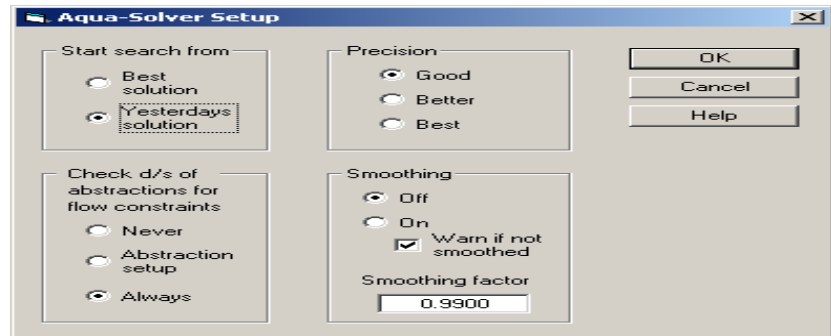 Aqua-Solver Setup
Start search from
Best
solution
Yesterdays
solution
Precision
Good
Better
Best
OK
Cancel
Help
Check d/s of
abstractions for
flow constraints
Never
Abstraction
setup
Always
Smoothing
Off
On
Warn if not
smoothed
Smoothing factor
0.9900